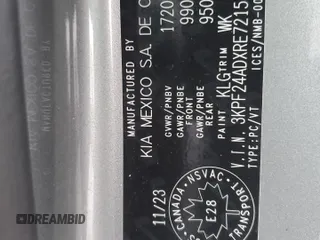 MANUFACTURED BY
KIA MEXICO S.A. DE C
11/23
GVWR/PNBV 1720
GAWR/PNBE FRONT 990
GAWR/PNBE REAR 950
PAINT KLG trim WK
V.I.N. 3KPF24ADXRE7215
TYPE:PC/VT ICES/NMB-00
CANADA NSVAC
E28
TRANSPORT
DREAMBID